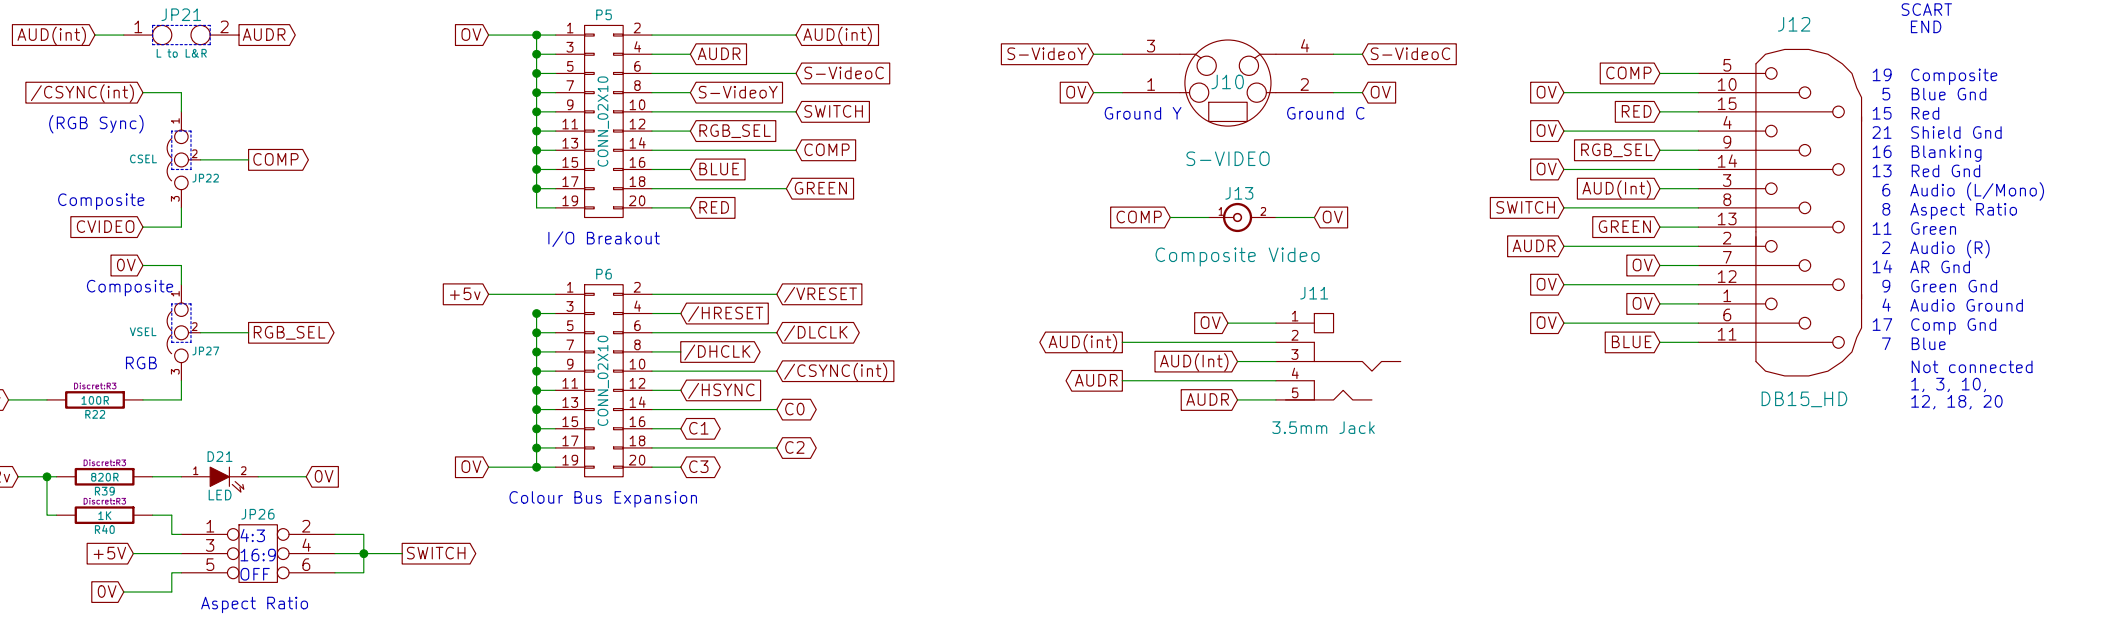 JP21
AUD(int) 1 2 AUDR
L to L&R
/CSYNC(int)
(RGB Sync)
1
CSEL 2 COMP
JP22
3
Composite
CVIDEO
0V
Composite
1
VSEL 2 RGB_SEL
JP27
RGB
3
Discret:R3
100R
R22
D21
Discret:R3
820R 1 2 0V
R39
LED
Discret:R3
1K
R40
JP26
1 4:3 2
+5V 3 16:9 4 SWITCH
5 OFF 6
0V
Aspect Ratio
P5
0V 1 2 AUD(int)
3 4 AUDR
5 6 S-VideoC
7 8 S-VideoY
9 10 SWITCH
11 12 RGB_SEL
13 14 COMP
15 16 BLUE
17 18 GREEN
19 20 RED
CONN_02X10
I/O Breakout
P6
+5v 1 2 /VRESET
3 4 /HRESET
5 6 /DLCLK
7 8 /DHCLK
9 10 /CSYNC(int)
11 12 /HSYNC
13 14 C0
15 16 C1
17 18 C2
0V 19 20 C3
CONN_02X10
Colour Bus Expansion
S-VideoY 3 4 S-VideoC
J10
0V 1 2 0V
Ground Y Ground C
S-VIDEO
J13
COMP 1 2 0V
Composite Video
J11
0V 1
AUD(int) 2
AUD(Int) 3
AUDR 4
AUDR 5
3.5mm Jack
J12
COMP 5
0V 10
RED 15
0V 4
RGB_SEL 9
0V 14
AUD(Int) 3
SWITCH 8
GREEN 13
AUDR 2
0V 7
0V 12
0V 1
0V 6
BLUE 11
DB15_HD
SCART
END
19 Composite
5 Blue Gnd
15 Red
21 Shield Gnd
16 Blanking
13 Red Gnd
6 Audio (L/Mono)
8 Aspect Ratio
11 Green
2 Audio (R)
14 AR Gnd
9 Green Gnd
4 Audio Ground
17 Comp Gnd
7 Blue
Not connected
1, 3, 10,
12, 18, 20